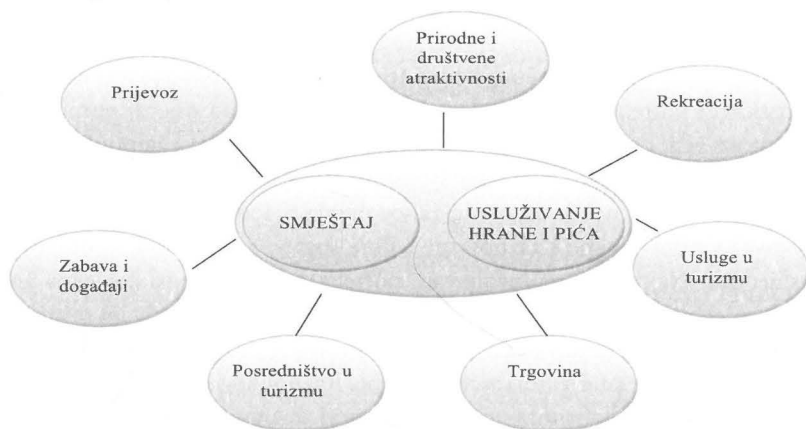 Prirodne i
društvene
atraktivnosti
Prijevoz
Rekreacija
SMJEŠTAJ
USLUŽIVANJE
HRANE I PIĆA
Zabava i
događaji
Usluge u
turizmu
Posredništvo u
turizmu
Trgovina